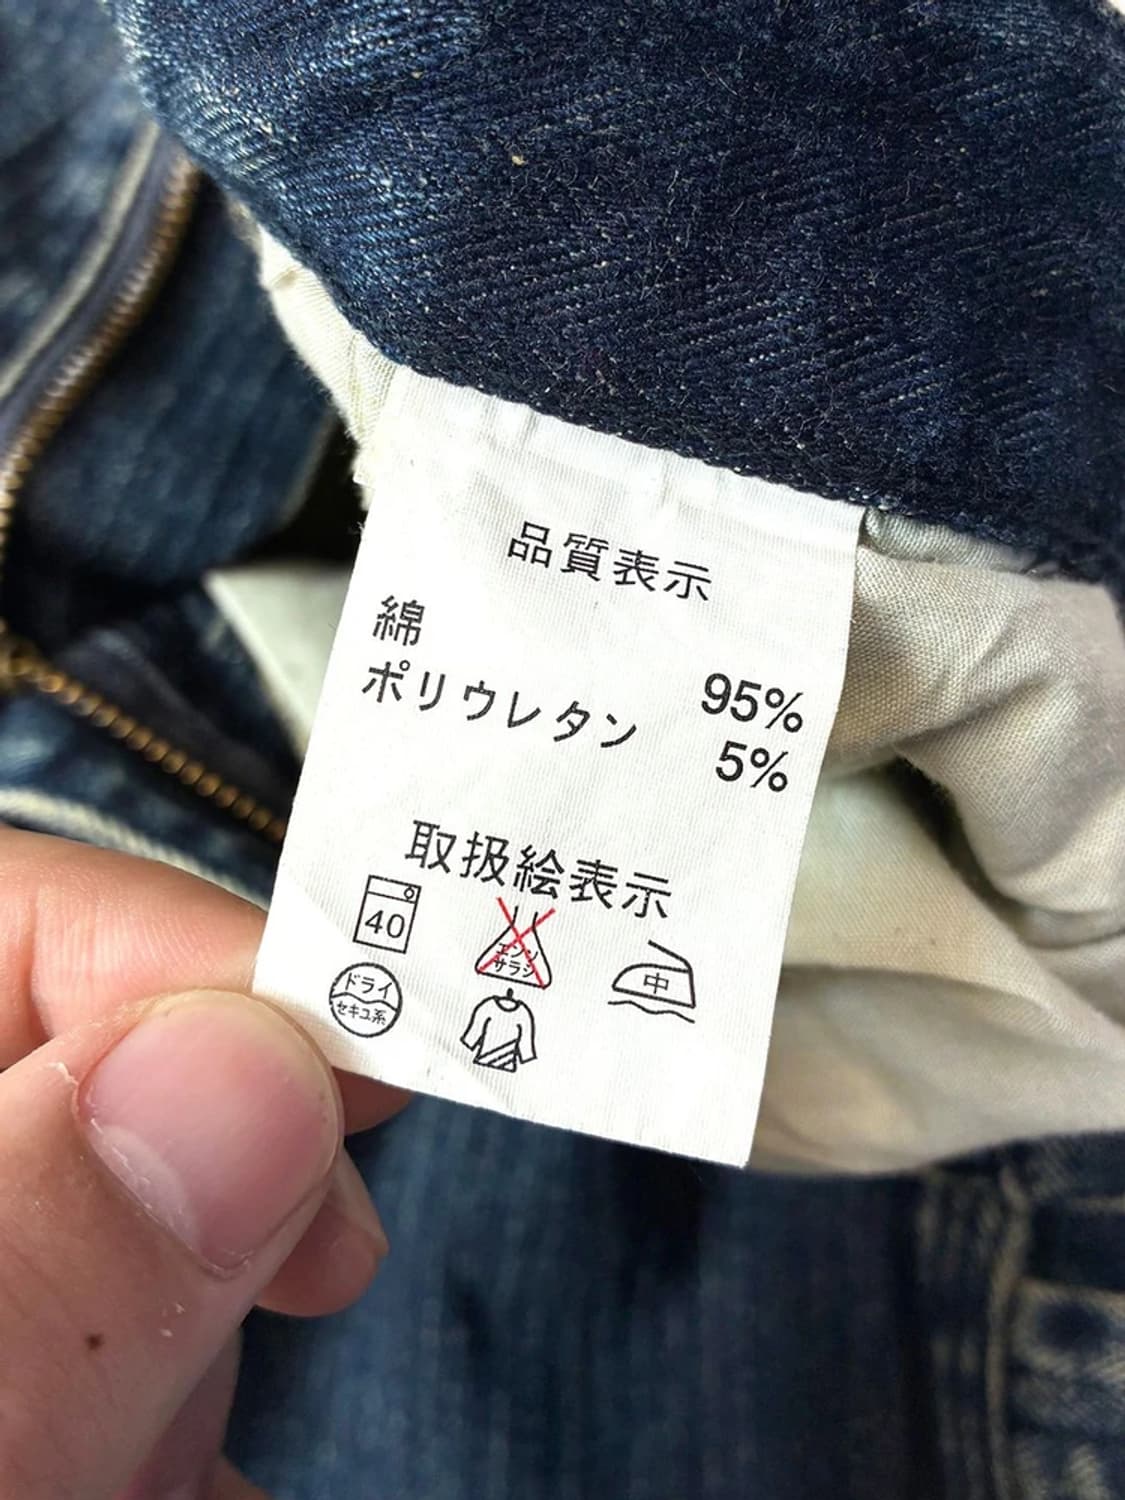 品質表示
綿 95%
ポリウレタン 5%
取扱絵表示
40
エンソ
サラシ
中
ドライ
セキユ系